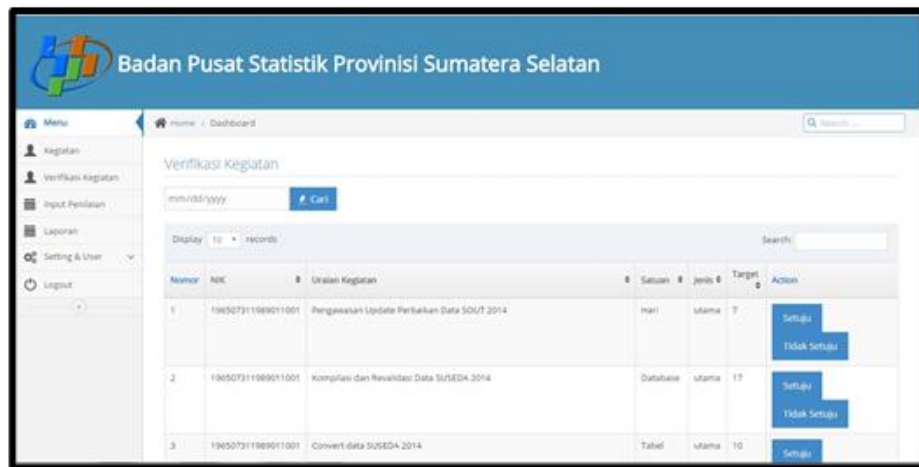 Badan Pusat Statistik Provinisi Sumatera Selatan
Menu
Home Dashboard
Search ...
Kegiatan
Verifikasi Kegiatan
Input Penilaian
Laporan
Setting & User
Logout
Verifikasi Kegiatan
mm/dd/yyyy Cari
Display 10 records Search:
Nomor NIK Uraian Kegiatan Satuan Jenis Target Action
1 196507311989011001 Pengawasan Update Perbaikan Data SOUT 2014 Hari utama 7 Setuju
Tidak Setuju
2 196507311989011001 Kompilasi dan Revalidasi Data SUSEDA 2014 Database utama 17 Setuju
Tidak Setuju
3 196507311989011001 Convert data SUSEDA 2014 Tabel utama 10 Setuju